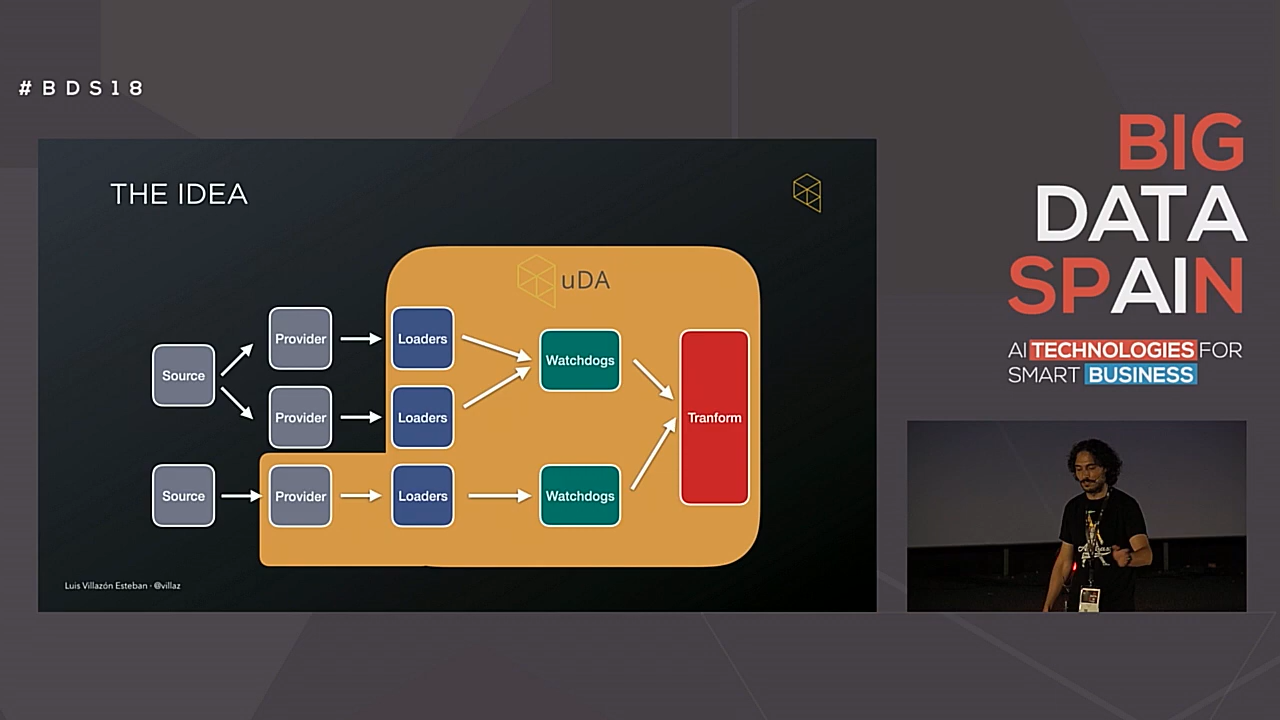 #BDS18
THE IDEA
uDA
Provider
Loaders
Source
Watchdogs
Provider
Loaders
Tranform
Source
Provider
Loaders
Watchdogs
Luis Villazón Esteban - @villaz
BIG
DATA
SPAIN
AI TECHNOLOGIES FOR
SMART BUSINESS